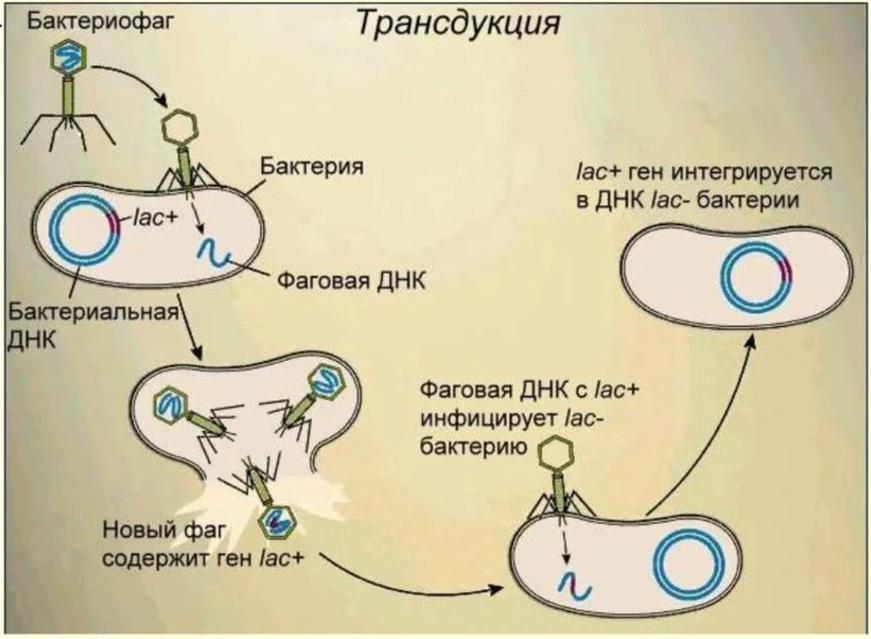 Трансдукция
Бактериофаг
Бактерия
lac+
Фаговая ДНК
Бактериальная
ДНК
Новый фаг
содержит ген lac+
Фаговая ДНК с lac+
инфицирует lac-
бактерию
lac+ ген интегрируется
в ДНК lac- бактерии